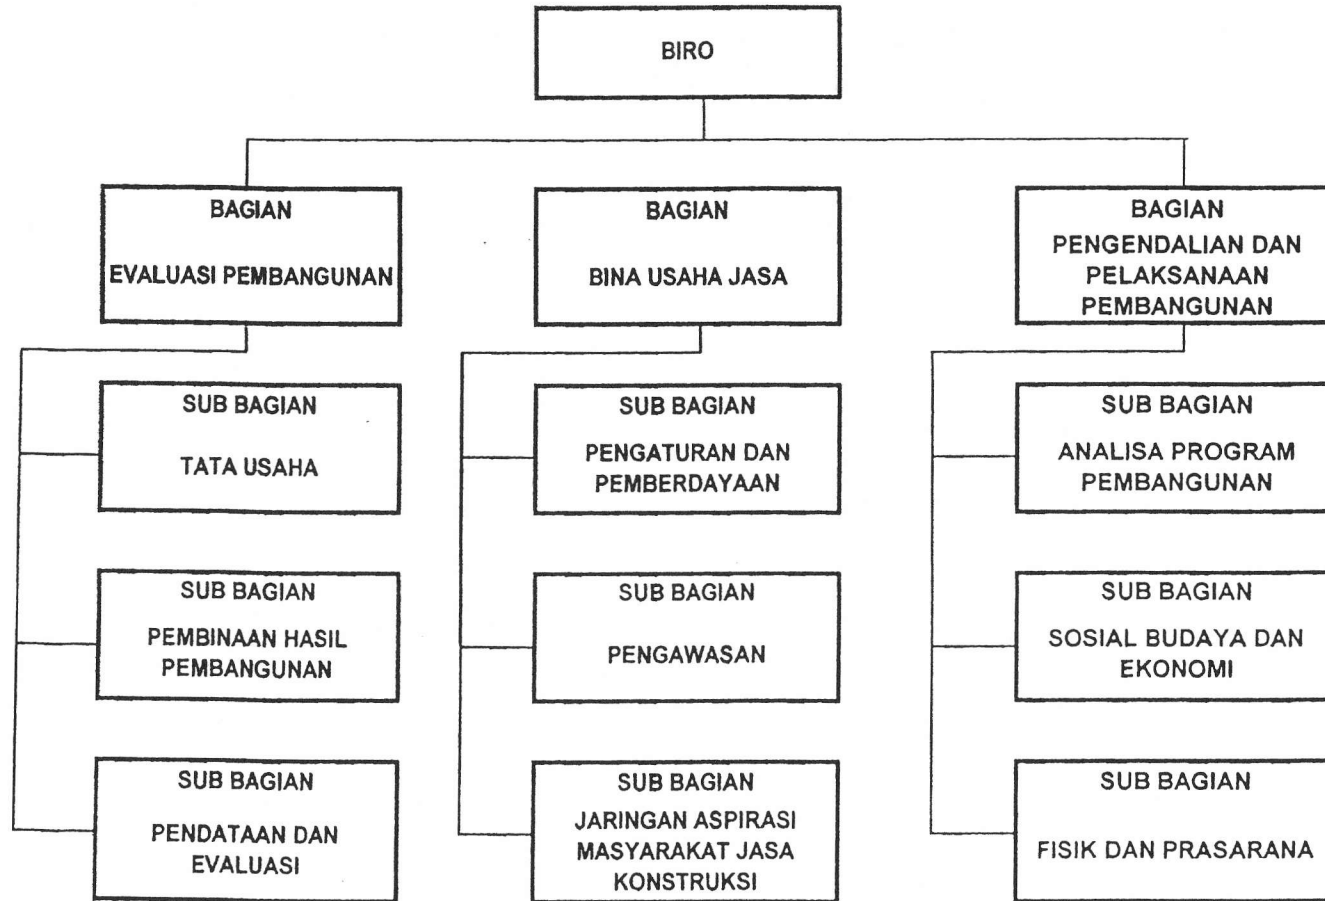 BIRO
BAGIAN
EVALUASI PEMBANGUNAN
BAGIAN
BINA USAHA JASA
BAGIAN
PENGENDALIAN DAN
PELAKSANAAN
PEMBANGUNAN
SUB BAGIAN
TATA USAHA
SUB BAGIAN
PENGATURAN DAN
PEMBERDAYAAN
SUB BAGIAN
ANALISA PROGRAM
PEMBANGUNAN
SUB BAGIAN
PEMBINAAN HASIL
PEMBANGUNAN
SUB BAGIAN
PENGAWASAN
SUB BAGIAN
SOSIAL BUDAYA DAN
EKONOMI
SUB BAGIAN
PENDATAAN DAN
EVALUASI
SUB BAGIAN
JARINGAN ASPIRASI
MASYARAKAT JASA
KONSTRUKSI
SUB BAGIAN
FISIK DAN PRASARANA